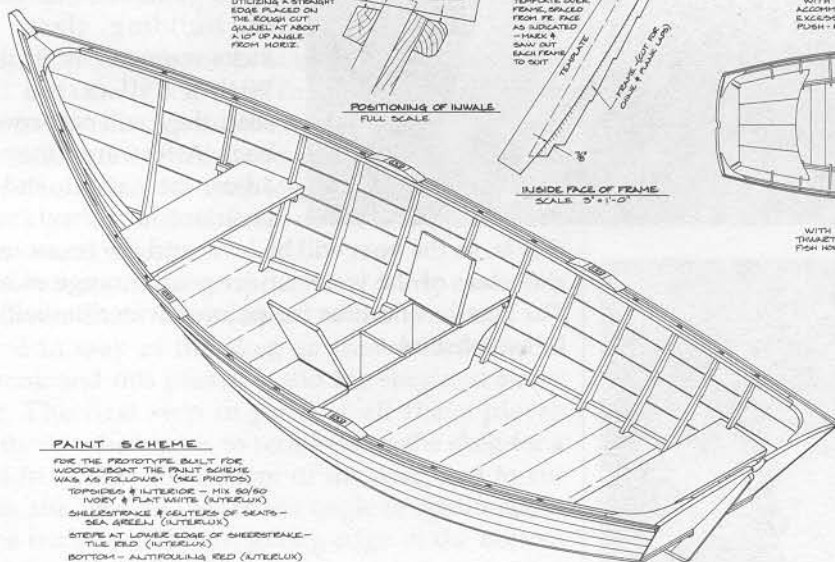 UTILIZING A STRAIGHT
EDGE PLACED ON
THE ROUGH CUT
GUNNEL AT ABOUT
A 10° UP ANGLE
FROM HORIZ.
POSITIONING OF INWALE
FULL SCALE
TEMPLATE OVER
FRAME, SPACED
FROM FR. FACE
AS INDICATED
- MARK &
SAW OUT
EACH FRAME
TO SUIT
TEMPLATE
FRAME (CUT FOR
CHINE & PLANK LAPS)
INSIDE FACE OF FRAME
SCALE 3" = 1'-0"
WITH
ACCOMM
EXCESS
PUSH-
WITH
THWART
FISH HO
PAINT SCHEME
FOR THE PROTOTYPE BUILT FOR
WOODENBOAT THE PAINT SCHEME
WAS AS FOLLOWS: (SEE PHOTOS)
TOPSIDES & INTERIOR - MIX 50/50
IVORY & FLAT WHITE (INTERLUX)
SHEERSTRAKE & CENTERS OF SEATS -
SEA GREEN (INTERLUX)
STRIPE AT LOWER EDGE OF SHEERSTRAKE -
TILE RED (INTERLUX)
BOTTOM - ANTIFOULING RED (INTERLUX)